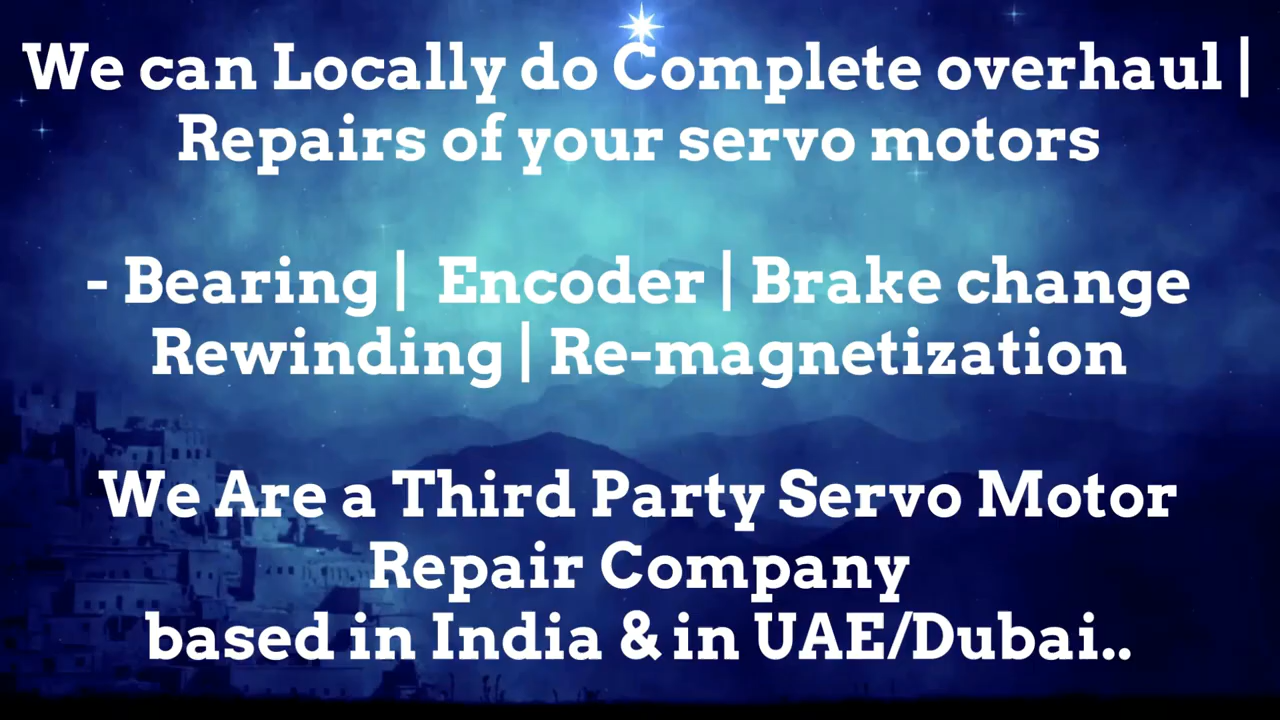 We can Locally do Complete overhaul |
Repairs of your servo motors
- Bearing | Encoder | Brake change
Rewinding | Re-magnetization
We Are a Third Party Servo Motor
Repair Company
based in India & in UAE/Dubai..